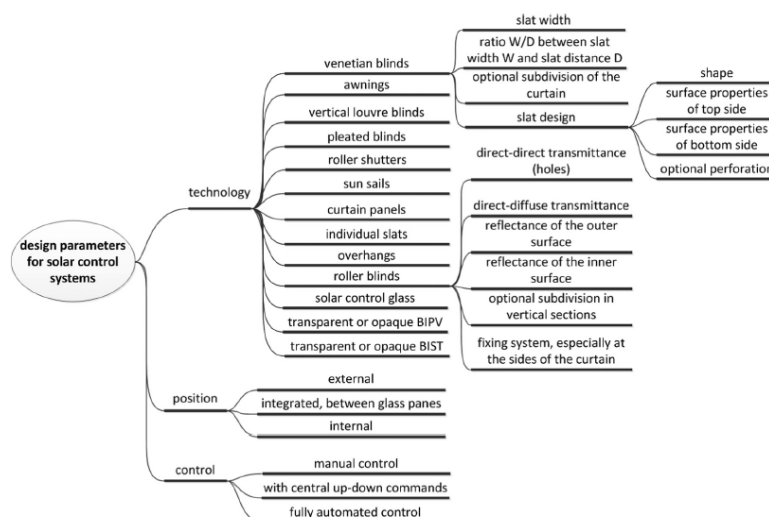 design parameters
for solar control
systems
technology
venetian blinds
slat width
ratio W/D between slat
width W and slat distance D
optional subdivision of the
curtain
slat design
shape
surface properties
of top side
surface properties
of bottom side
optional perforation
awnings
vertical louvre blinds
pleated blinds
roller shutters
sun sails
curtain panels
individual slats
overhangs
roller blinds
direct-direct transmittance
(holes)
direct-diffuse transmittance
reflectance of the outer
surface
reflectance of the inner
surface
optional subdivision in
vertical sections
fixing system, especially at
the sides of the curtain
solar control glass
transparent or opaque BIPV
transparent or opaque BIST
position
external
integrated, between glass panes
internal
control
manual control
with central up-down commands
fully automated control